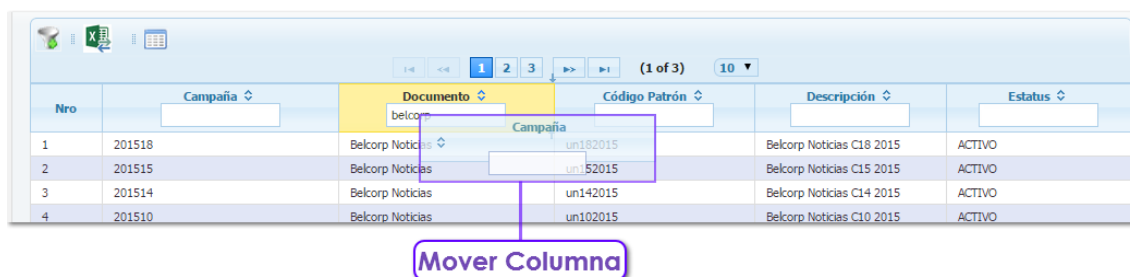 1 2 3 (1 of 3) 10
Nro Campaña Documento Código Patrón Descripción Estatus
belcorp
Campaña
1 201518 Belcorp Noticias un182015 Belcorp Noticias C18 2015 ACTIVO
2 201515 Belcorp Noticias un152015 Belcorp Noticias C15 2015 ACTIVO
3 201514 Belcorp Noticias un142015 Belcorp Noticias C14 2015 ACTIVO
4 201510 Belcorp Noticias un102015 Belcorp Noticias C10 2015 ACTIVO
Mover Columna